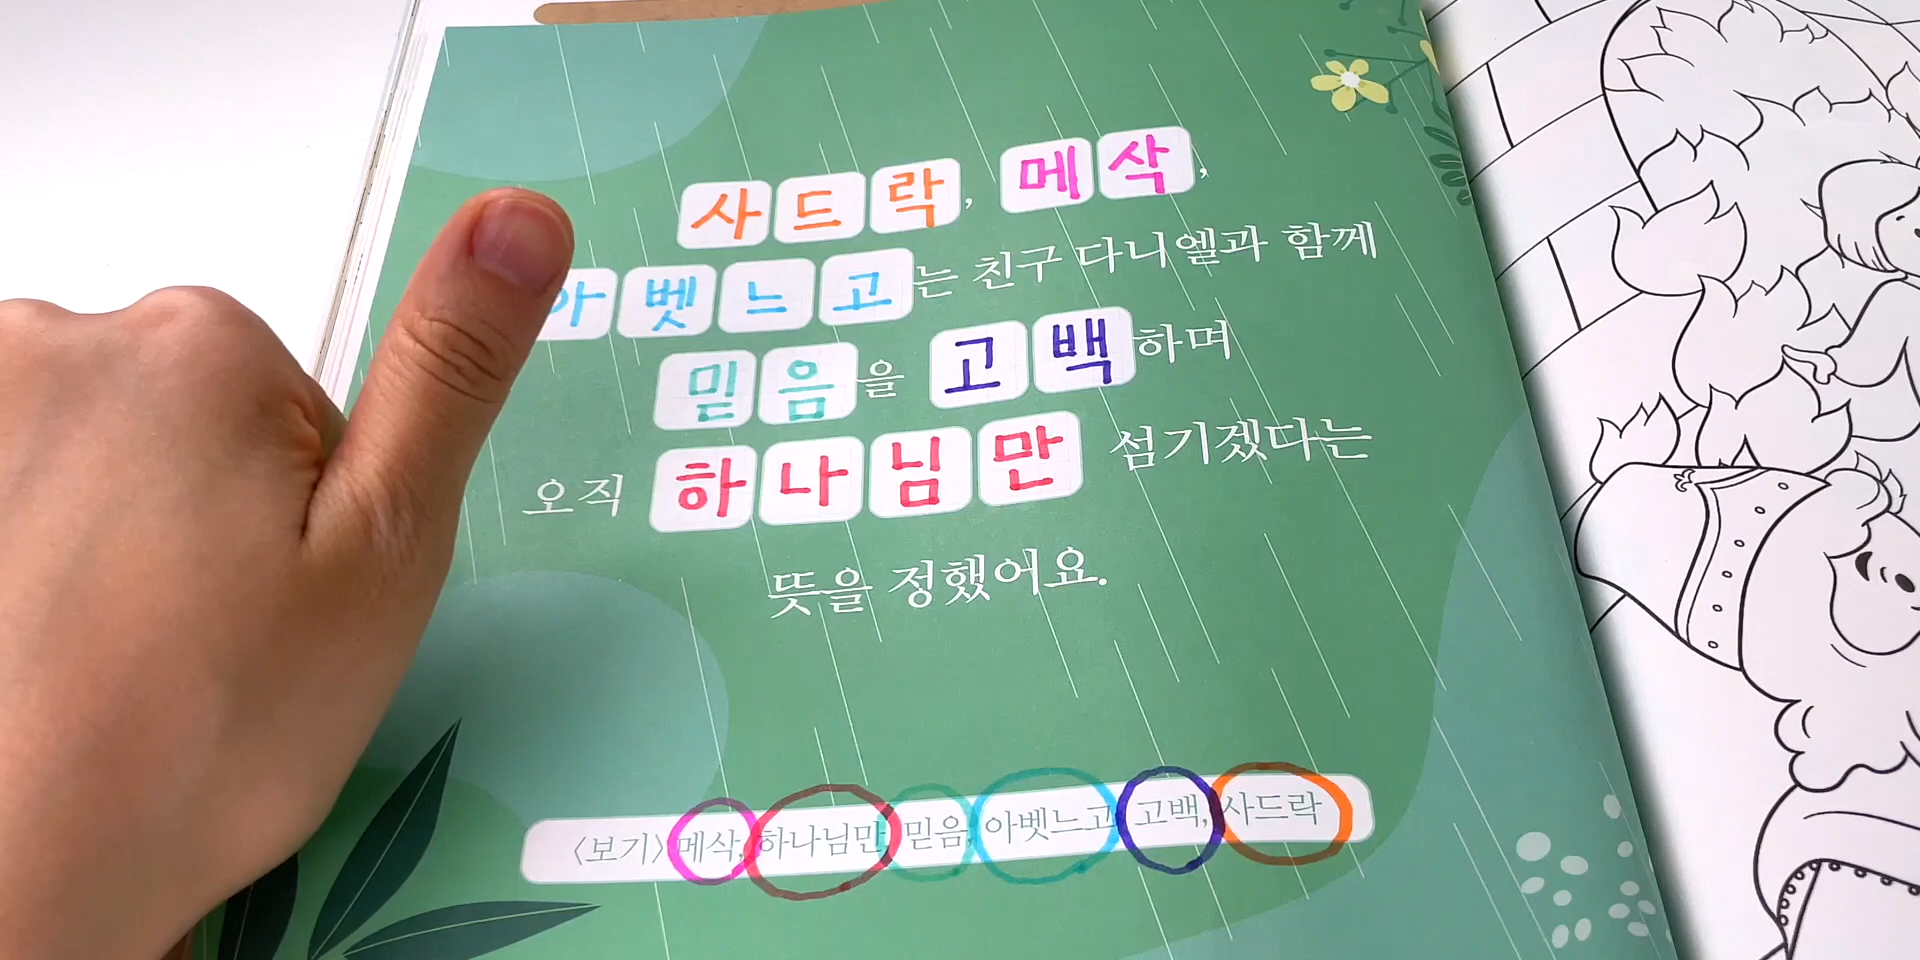 사드락, 메삭,
아벳느고는 친구 다니엘과 함께
믿음을 고백하며
오직 하나님만 섬기겠다는
뜻을 정했어요.
<보기> 메삭, 하나님만, 믿음, 아벳느고, 고백, 사드락